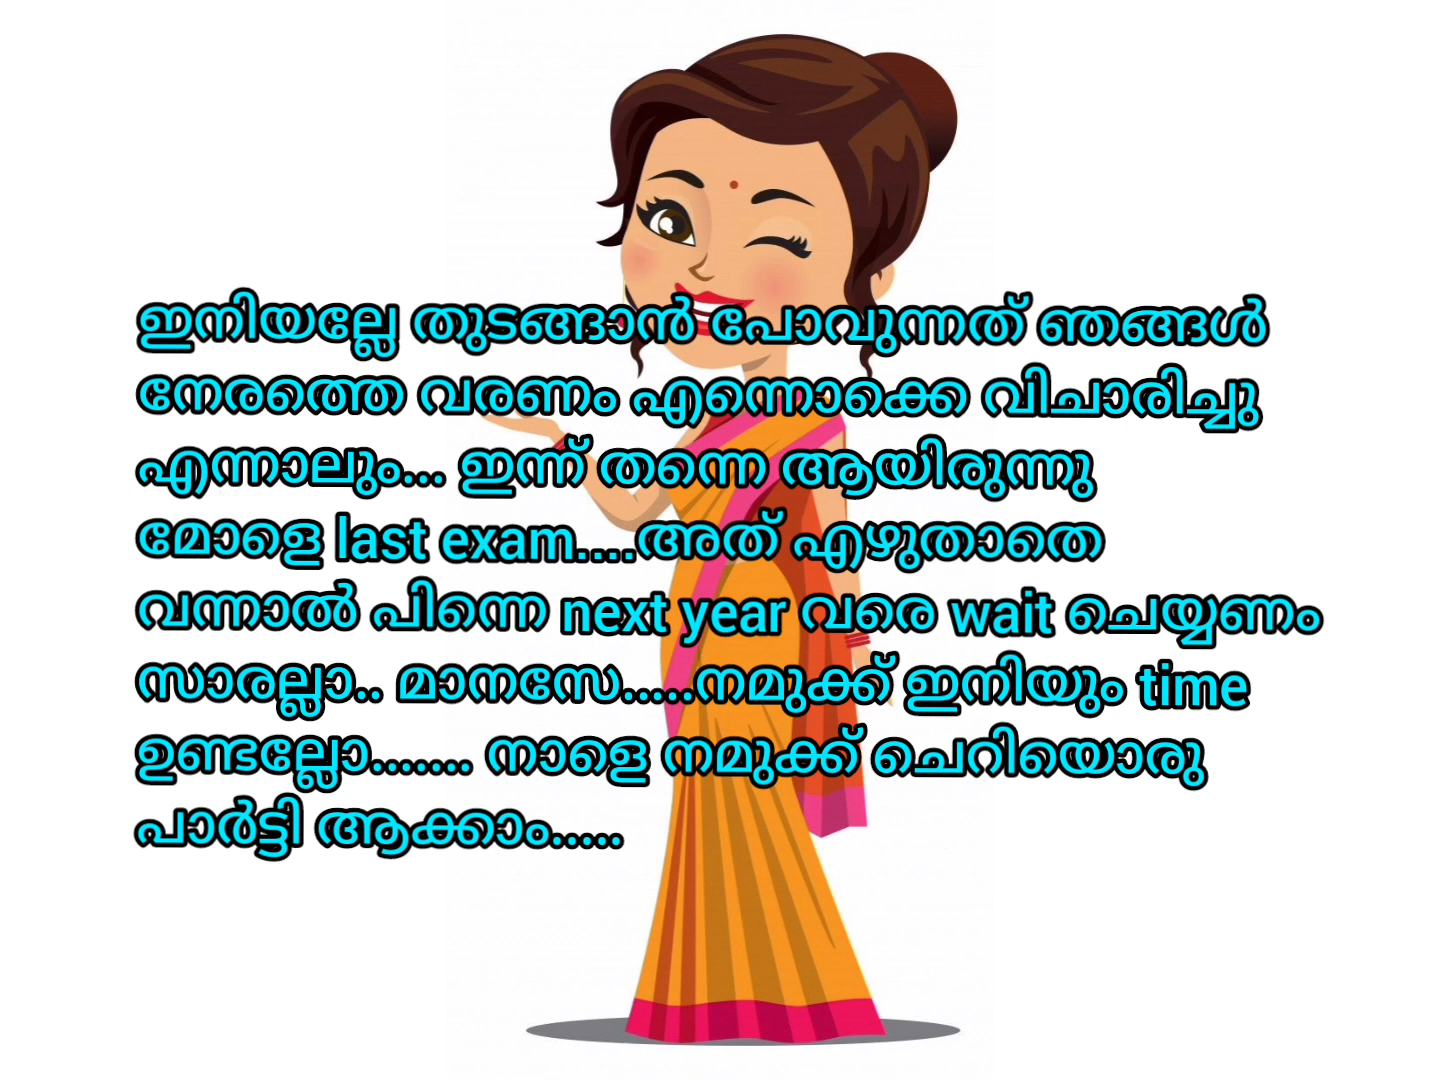 ഇനിയല്ലേ തുടങ്ങാൻ പോവുന്നത് ഞങ്ങൾ
നേരത്തെ വരണം എന്നൊക്കെ വിചാരിച്ചു
എന്നാലും... ഇന്ന് തന്നെ ആയിരുന്നു
മോളെ last exam....അത് എഴുതാതെ
വന്നാൽ പിന്നെ next year വരെ wait ചെയ്യണം
സാരല്ലാ.. മാനസേ.....നമുക്ക് ഇനിയും time
ഉണ്ടല്ലോ....... നാളെ നമുക്ക് ചെറിയൊരു
പാർട്ടി ആക്കാം.....